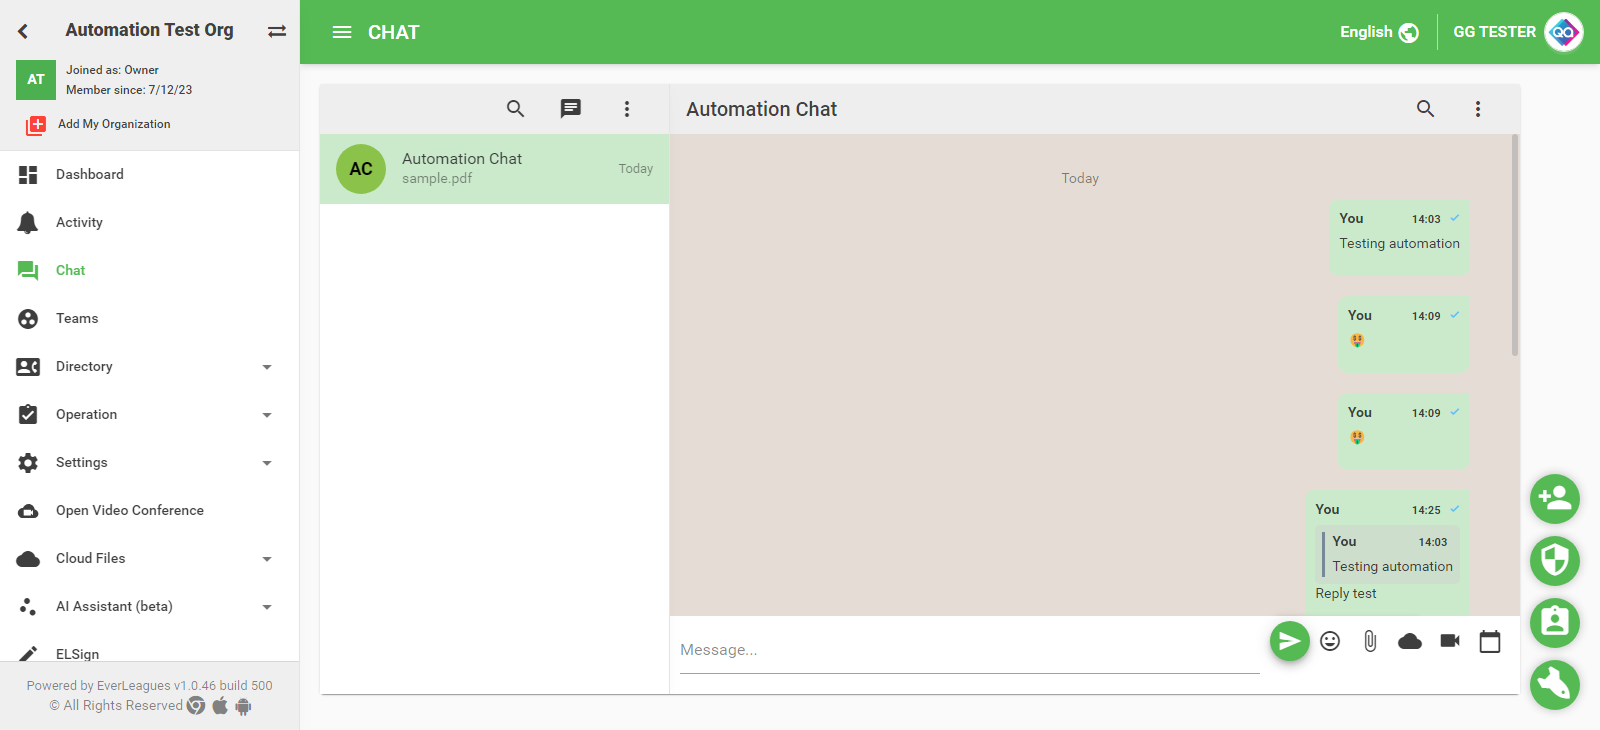 Automation Test Org
AT
Joined as: Owner
Member since: 7/12/23
Add My Organization
Dashboard
Activity
Chat
Teams
Directory
Operation
Settings
Open Video Conference
Cloud Files
AI Assistant (beta)
ELSign
Powered by EverLeagues v1.0.46 build 500
© All Rights Reserved
CHAT
English
GG TESTER
QA
AC
Automation Chat
sample.pdf
Today
Automation Chat
Today
You 14:03
Testing automation
You 14:09
🤑
You 14:09
🤑
You 14:25
You 14:03
Testing automation
Reply test
Message...